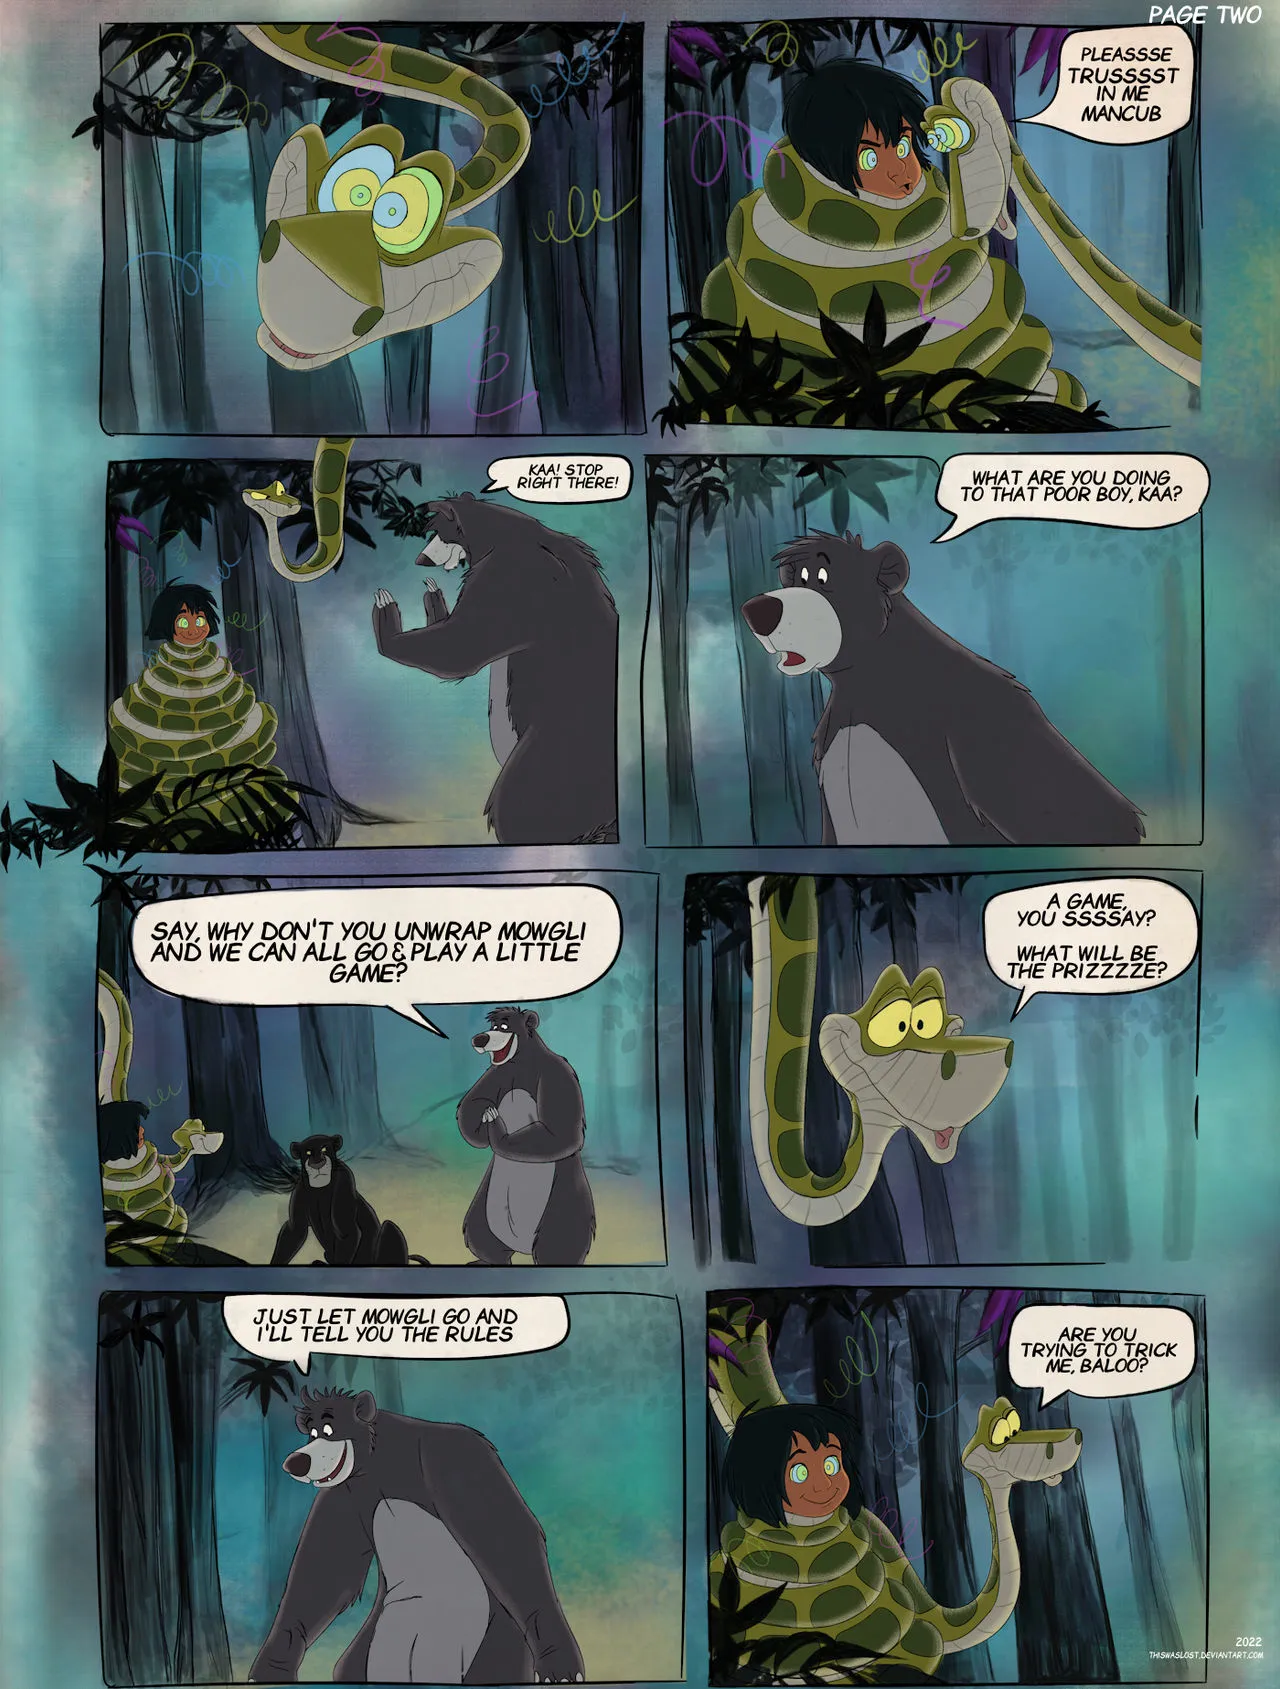 PAGE TWO
PLEASSSE
TRUSSSST
IN ME
MANCUB
KAA! STOP
RIGHT THERE!
WHAT ARE YOU DOING
TO THAT POOR BOY, KAA?
SAY, WHY DON'T YOU UNWRAP MOWGLI
AND WE CAN ALL GO & PLAY A LITTLE
GAME?
A GAME,
YOU SSSSAY?
WHAT WILL BE
THE PRIZZZZE?
JUST LET MOWGLI GO AND
I'LL TELL YOU THE RULES
ARE YOU
TRYING TO TRICK
ME, BALOO?
2022
THISWASLOST.DEVIANTART.COM